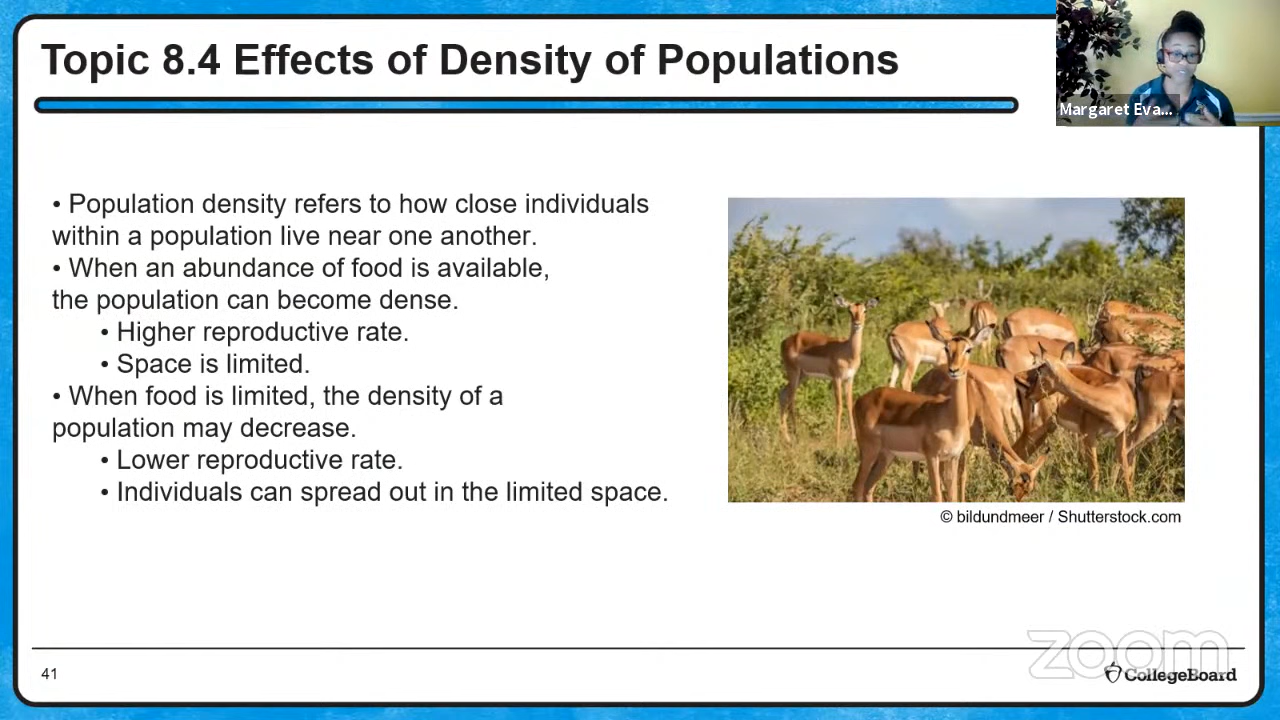 Topic 8.4 Effects of Density of Populations
Margaret Eva...
• Population density refers to how close individuals
within a population live near one another.
• When an abundance of food is available,
the population can become dense.
• Higher reproductive rate.
• Space is limited.
• When food is limited, the density of a
population may decrease.
• Lower reproductive rate.
• Individuals can spread out in the limited space.
© bildundmeer / Shutterstock.com
zoom
41
CollegeBoard